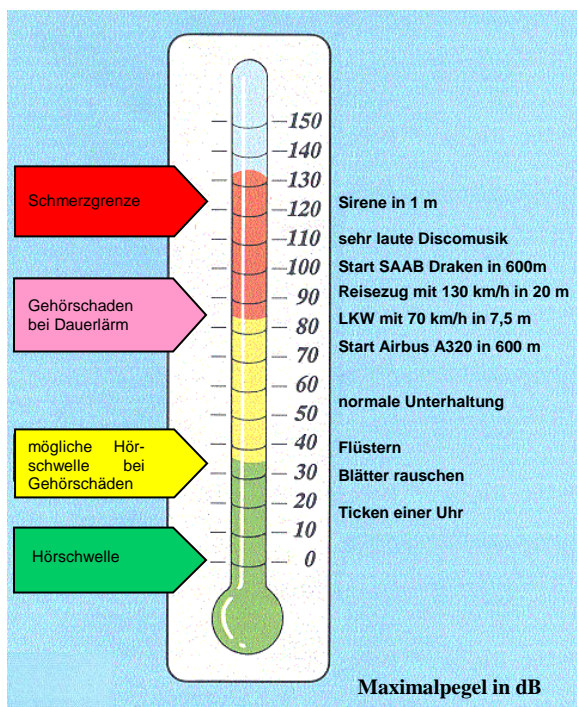 150
140
130
120
110
100
90
80
70
60
50
40
30
20
10
0
Schmerzgrenze
Gehörschaden
bei Dauerlärm
mögliche Hör-
schwelle bei
Gehörschäden
Hörschwelle
Sirene in 1 m
sehr laute Discomusik
Start SAAB Draken in 600m
Reisezug mit 130 km/h in 20 m
LKW mit 70 km/h in 7,5 m
Start Airbus A320 in 600 m
normale Unterhaltung
Flüstern
Blätter rauschen
Ticken einer Uhr
Maximalpegel in dB